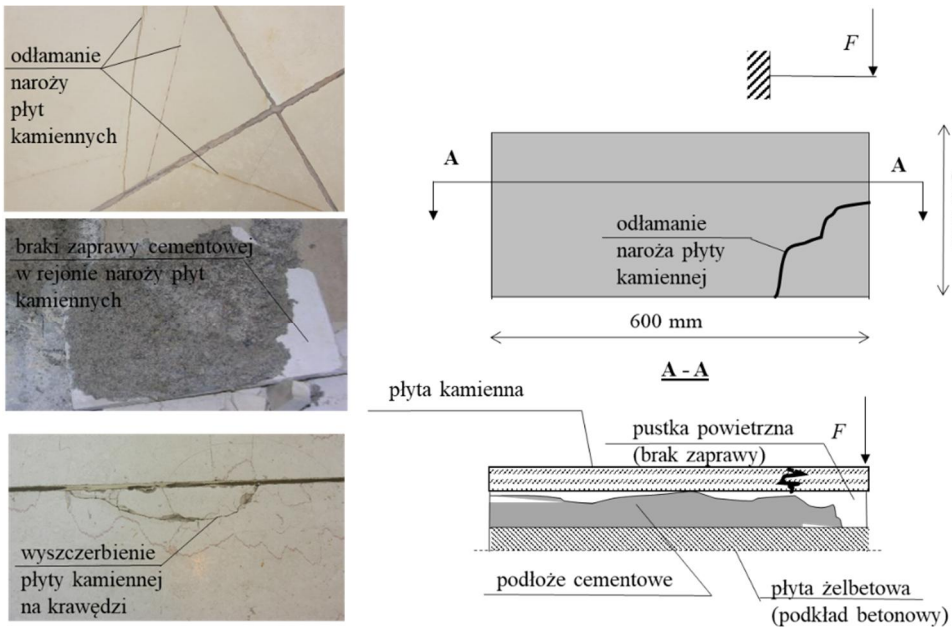 odłamanie
naroży
płyt
kamiennych
braki zaprawy cementowej
w rejonie naroży płyt
kamiennych
wyszczerbienie
płyty kamiennej
na krawędzi
F
A
A
odłamanie
naroża płyty
kamiennej
600 mm
A - A
płyta kamienna
pustka powietrzna
(brak zaprawy)
F
podłoże cementowe
płyta żelbetowa
(podkład betonowy)